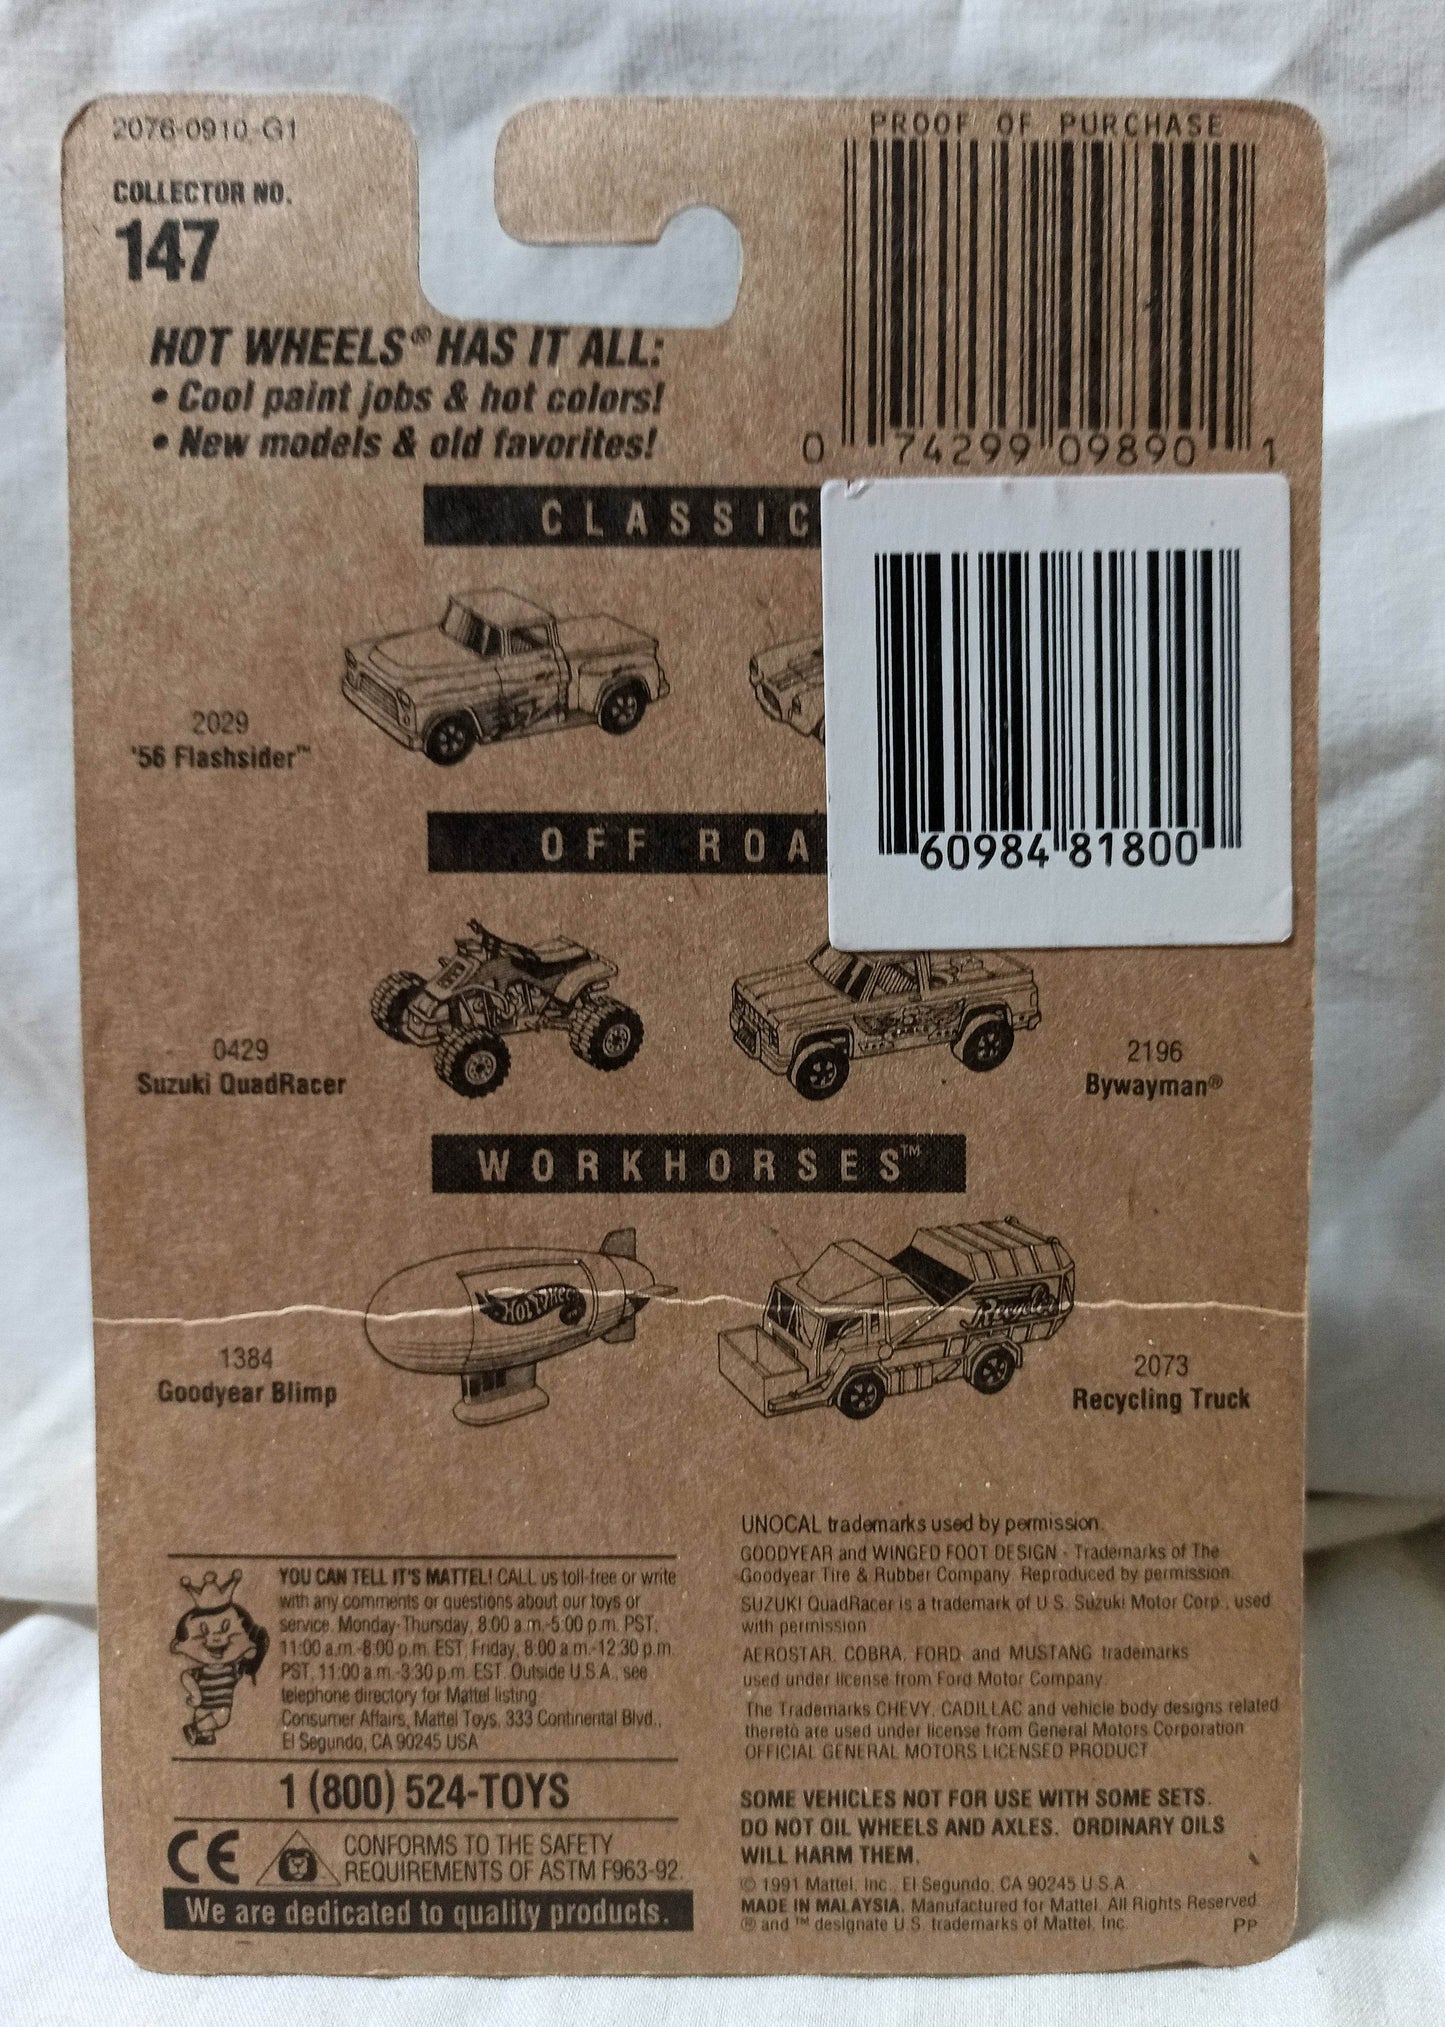 2076-0910-G1
COLLECTOR NO.
147
PROOF OF PURCHASE
0 74299 09890 1
HOT WHEELS® HAS IT ALL:
• Cool paint jobs & hot colors!
• New models & old favorites!
CLASSIC
60984 81800
2029
'56 Flashsider™
OFF ROA
0429
Suzuki QuadRacer
2196
Bywayman®
WORKHORSES™
HOT WHEELS
Recycler
1384
Goodyear Blimp
2073
Recycling Truck
YOU CAN TELL IT'S MATTEL! CALL us toll-free or write
with any comments or questions about our toys or
service. Monday-Thursday, 8:00 a.m.-5:00 p.m. PST,
11:00 a.m.-8:00 p.m. EST. Friday, 8:00 a.m.-12:30 p.m.
PST, 11:00 a.m.-3:30 p.m. EST. Outside U.S.A., see
telephone directory for Mattel listing
Consumer Affairs, Mattel Toys, 333 Continental Blvd.,
El Segundo, CA 90245 USA
1 (800) 524-TOYS
CE CONFORMS TO THE SAFETY
REQUIREMENTS OF ASTM F963-92.
We are dedicated to quality products.
UNOCAL trademarks used by permission.
GOODYEAR and WINGED FOOT DESIGN - Trademarks of The
Goodyear Tire & Rubber Company. Reproduced by permission.
SUZUKI QuadRacer is a trademark of U.S. Suzuki Motor Corp., used
with permission
AEROSTAR, COBRA, FORD, and MUSTANG trademarks
used under license from Ford Motor Company.
The Trademarks CHEVY, CADILLAC and vehicle body designs related
thereto are used under license from General Motors Corporation
OFFICIAL GENERAL MOTORS LICENSED PRODUCT
SOME VEHICLES NOT FOR USE WITH SOME SETS.
DO NOT OIL WHEELS AND AXLES. ORDINARY OILS
WILL HARM THEM.
© 1991 Mattel, Inc., El Segundo, CA 90245 U.S.A.
MADE IN MALAYSIA. Manufactured for Mattel. All Rights Reserved.
® and ™ designate U.S. trademarks of Mattel, Inc.
PP